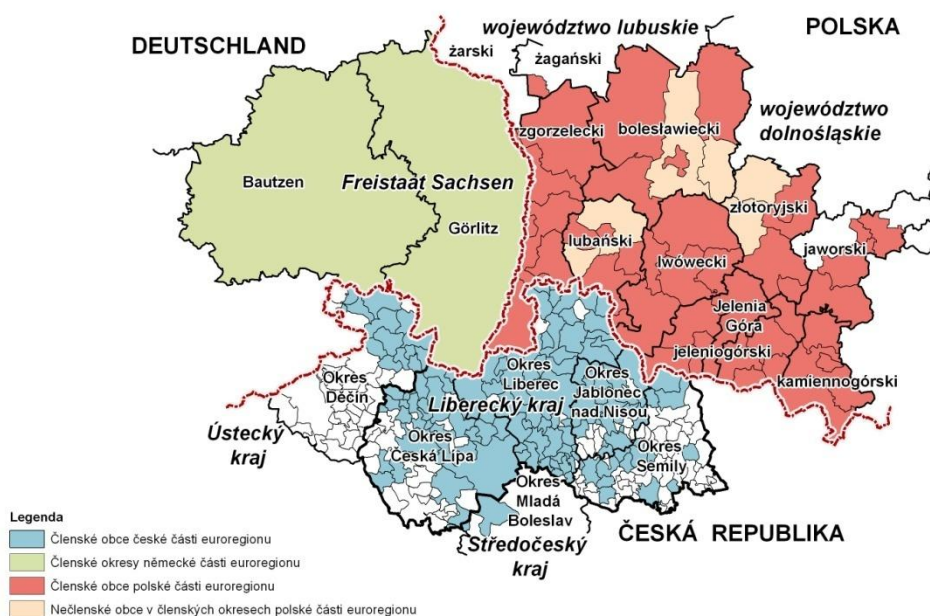 DEUTSCHLAND
województwo lubuskie
POLSKA
żarski
żagański
zgorzelecki
bolesławiecki
województwo
dolnośląskie
Bautzen
Freistaat Sachsen
Görlitz
złotoryjski
lubański
lwówecki
jaworski
Jelenia
Góra
jeleniogórski
kamiennogórski
Okres
Děčín
Okres
Liberec
Okres
Jablonec
nad Nisou
Liberecký kraj
Ústecký
kraj
Okres
Česká Lípa
Okres
Semily
Okres
Mladá
Boleslav
Středočeský
kraj
ČESKÁ REPUBLIKA
Legenda
Členské obce české části euroregionu
Členské okresy německé části euroregionu
Členské obce polské části euroregionu
Nečlenské obce v členských okresech polské části euroregionu